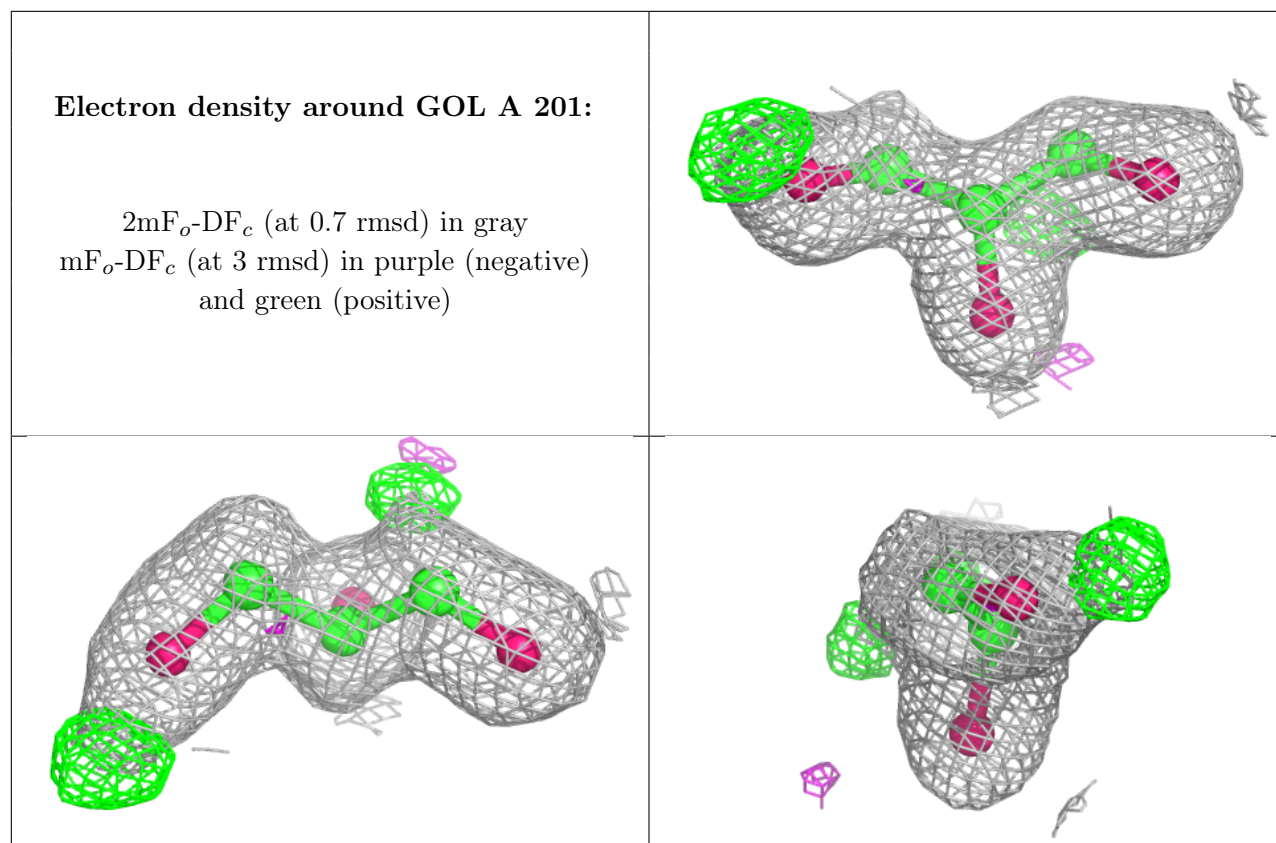 Electron density around GOL A 201:
2mFo-DFc (at 0.7 rmsd) in gray
mFo-DFc (at 3 rmsd) in purple (negative)
and green (positive)